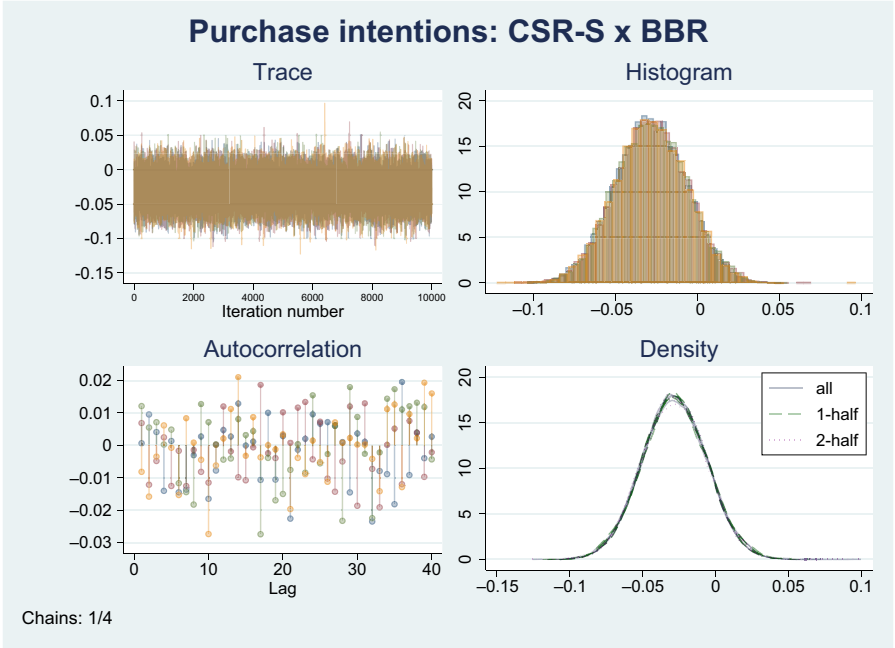 Purchase intentions: CSR-S x BBR
Trace
0.1
0.05
0
-0.05
-0.1
-0.15
0 2000 4000 6000 8000 10000
Iteration number
Histogram
20
15
10
5
0
–0.1 –0.05 0 0.05 0.1
Autocorrelation
0.02
0.01
0
–0.01
–0.02
–0.03
0 10 20 30 40
Lag
Density
20
15
10
5
0
all
1-half
2-half
–0.15 –0.1 –0.05 0 0.05 0.1
Chains: 1/4